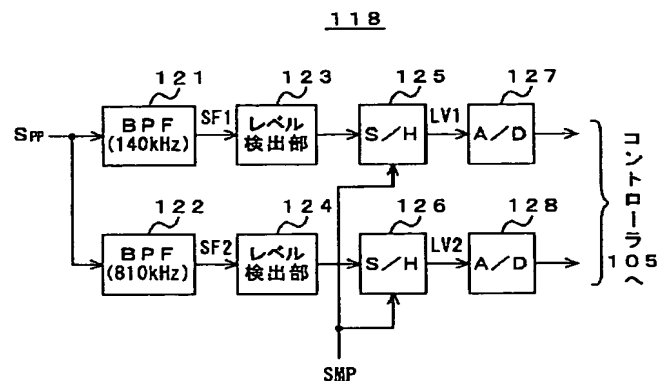 118
121 123 125 127
SPP BPF (140kHz) SF1 レベル検出部 S/H LV1 A/D
122 124 126 128
BPF (810kHz) SF2 レベル検出部 S/H LV2 A/D
コントローラ105へ
SMP